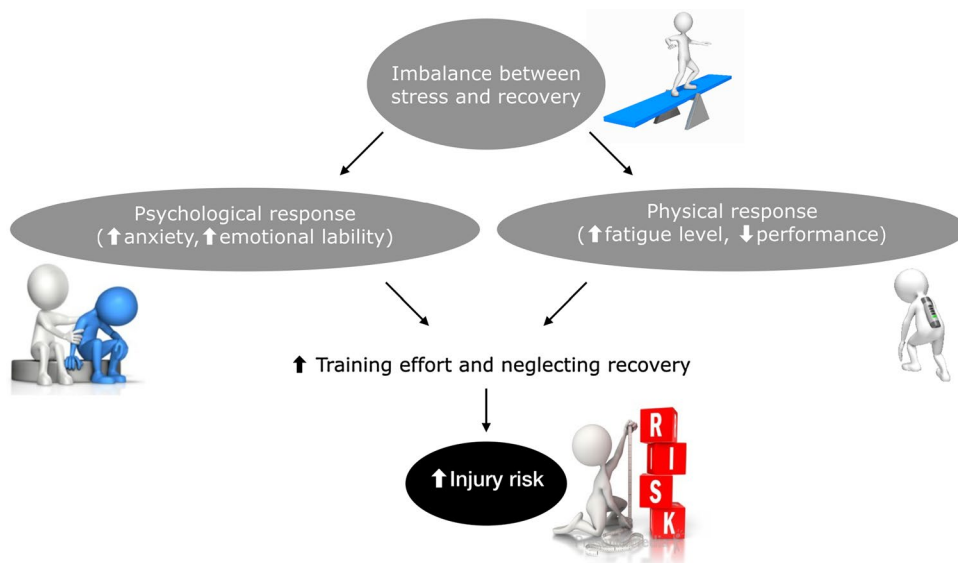 Imbalance between
stress and recovery
Psychological response
(⬆anxiety,⬆emotional lability)
Physical response
(⬆fatigue level, ⬇performance)
⬆ Training effort and neglecting recovery
⬆Injury risk
R
I
S
K